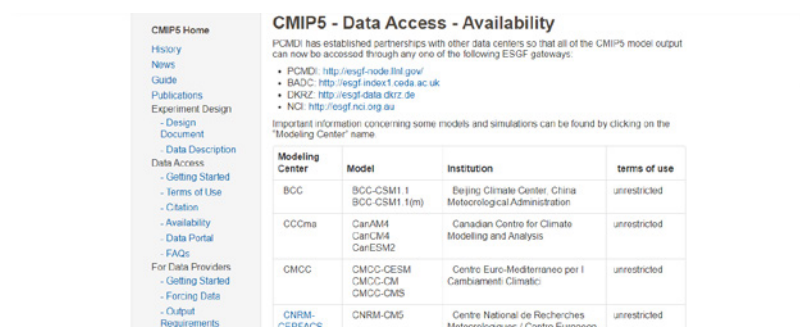 CMIP5 Home
History
News
Guide
Publications
Experiment Design
- Design
Document
- Data Description
Data Access
- Getting Started
- Terms of Use
- Citation
- Availability
- Data Portal
- FAQs
For Data Providers
- Getting Started
- Forcing Data
- Output
Requirements
CMIP5 - Data Access - Availability
PCMDI has established partnerships with other data centers so that all of the CMIP5 model output
can now be accessed through any one of the following ESGF gateways:
• PCMDI: http://esgf-node.llnl.gov/
• BADC: http://esgf-index1.ceda.ac.uk
• DKRZ: http://esgf-data.dkrz.de
• NCI: http://esgf.nci.org.au
Important information concerning some models and simulations can be found by clicking on the
"Modeling Center" name.
Modeling
Center Model Institution terms of use
BCC BCC-CSM1.1 Beijing Climate Center, China unrestricted
BCC-CSM1.1(m) Meteorological Administration
CCCma CanAM4 Canadian Centre for Climate unrestricted
CanCM4 Modelling and Analysis
CanESM2
CMCC CMCC-CESM Centro Euro-Mediterraneo per I unrestricted
CMCC-CM Cambiamenti Climatici
CMCC-CMS
CNRM- CNRM-CM5 Centre National de Recherches unrestricted
CERFACS Meteorologiques / Centre Europeen